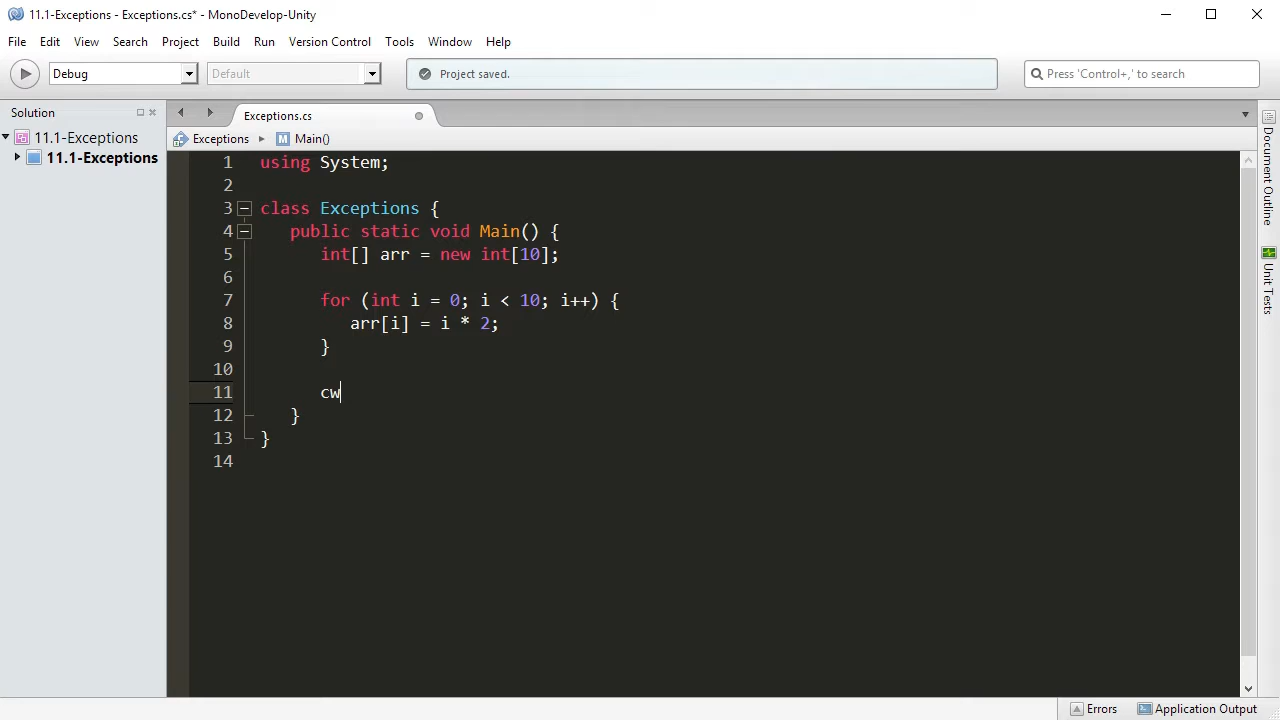 11.1-Exceptions - Exceptions.cs* - MonoDevelop-Unity
File Edit View Search Project Build Run Version Control Tools Window Help
Debug Default Project saved. Press 'Control+,' to search
Solution
11.1-Exceptions
11.1-Exceptions
Exceptions.cs
Exceptions M Main()
1 using System;
2
3 class Exceptions {
4 public static void Main() {
5 int[] arr = new int[10];
6
7 for (int i = 0; i < 10; i++) {
8 arr[i] = i * 2;
9 }
10
11 cw
12 }
13 }
14
Document Outline
Unit Tests
Errors Application Output